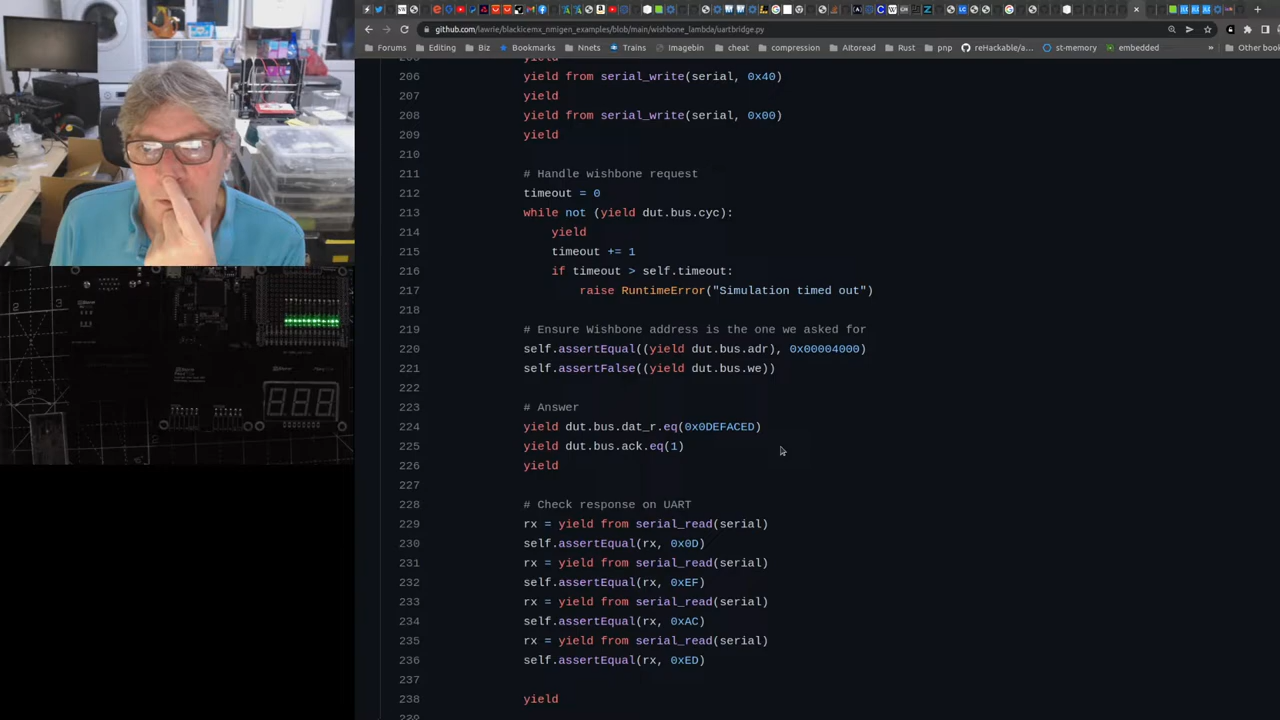 github.com/lawrie/blackicemx_nmigen_examples/blob/main/wishbone_lambda/uartbridge.py
Forums Editing Biz Bookmarks Nnets Trains Imagebin cheat compression Aitoread Rust pnp rehackable/a... st-memory embedded » Other book
206 yield from serial_write(serial, 0x40)
207 yield
208 yield from serial_write(serial, 0x00)
209 yield
210
211 # Handle wishbone request
212 timeout = 0
213 while not (yield dut.bus.cyc):
214 yield
215 timeout += 1
216 if timeout > self.timeout:
217 raise RuntimeError("Simulation timed out")
218
219 # Ensure Wishbone address is the one we asked for
220 self.assertEqual((yield dut.bus.adr), 0x00004000)
221 self.assertFalse((yield dut.bus.we))
222
223 # Answer
224 yield dut.bus.dat_r.eq(0x0DEFACED)
225 yield dut.bus.ack.eq(1)
226 yield
227
228 # Check response on UART
229 rx = yield from serial_read(serial)
230 self.assertEqual(rx, 0x0D)
231 rx = yield from serial_read(serial)
232 self.assertEqual(rx, 0xEF)
233 rx = yield from serial_read(serial)
234 self.assertEqual(rx, 0xAC)
235 rx = yield from serial_read(serial)
236 self.assertEqual(rx, 0xED)
237
238 yield